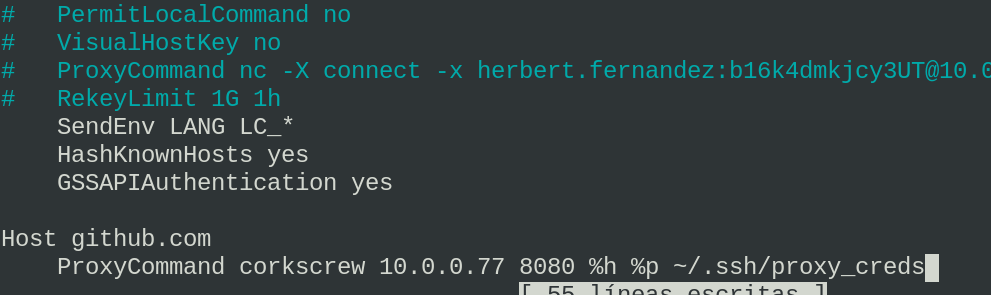 #   PermitLocalCommand no
#   VisualHostKey no
#   ProxyCommand nc -X connect -x herbert.fernandez:b16k4dmkjcy3UT@10.0
#   RekeyLimit 1G 1h
    SendEnv LANG LC_*
    HashKnownHosts yes
    GSSAPIAuthentication yes

Host github.com
    ProxyCommand corkscrew 10.0.0.77 8080 %h %p ~/.ssh/proxy_creds
[ 55 líneas escritas ]